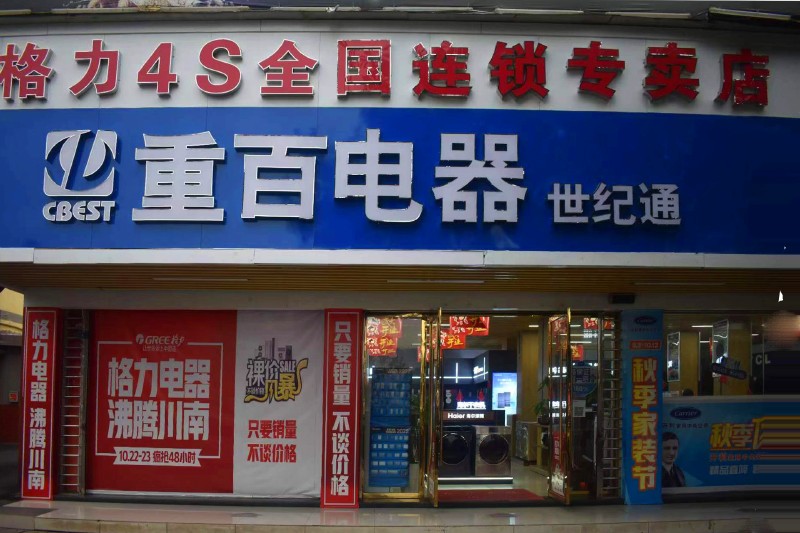 格力4S全国连锁专卖店
CBEST
重百电器 世纪通
格力电器 沸腾川南
GREE格力
格力电器
沸腾川南
10.22-23
48小时
裸价
SALE
风暴
只要销量
不谈价格
只要销量 不谈价格
Haier
秋季家装节
Carrier
秋季
CL